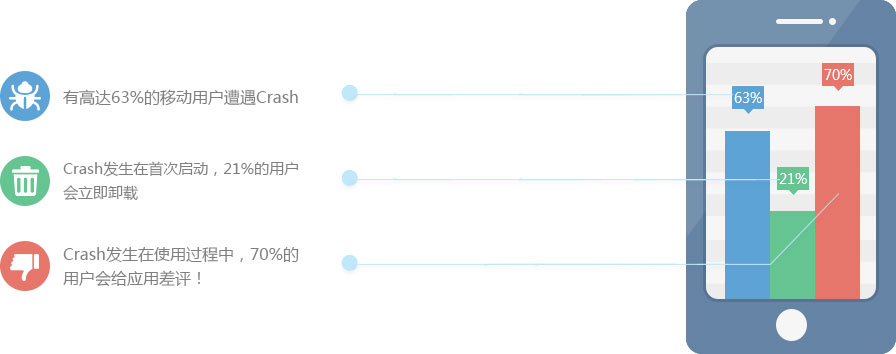 有高达63%的移动用户遭遇Crash
Crash发生在首次启动，21%的用户
会立即卸载
Crash发生在使用过程中，70%的
用户会给应用差评！
63%
21%
70%